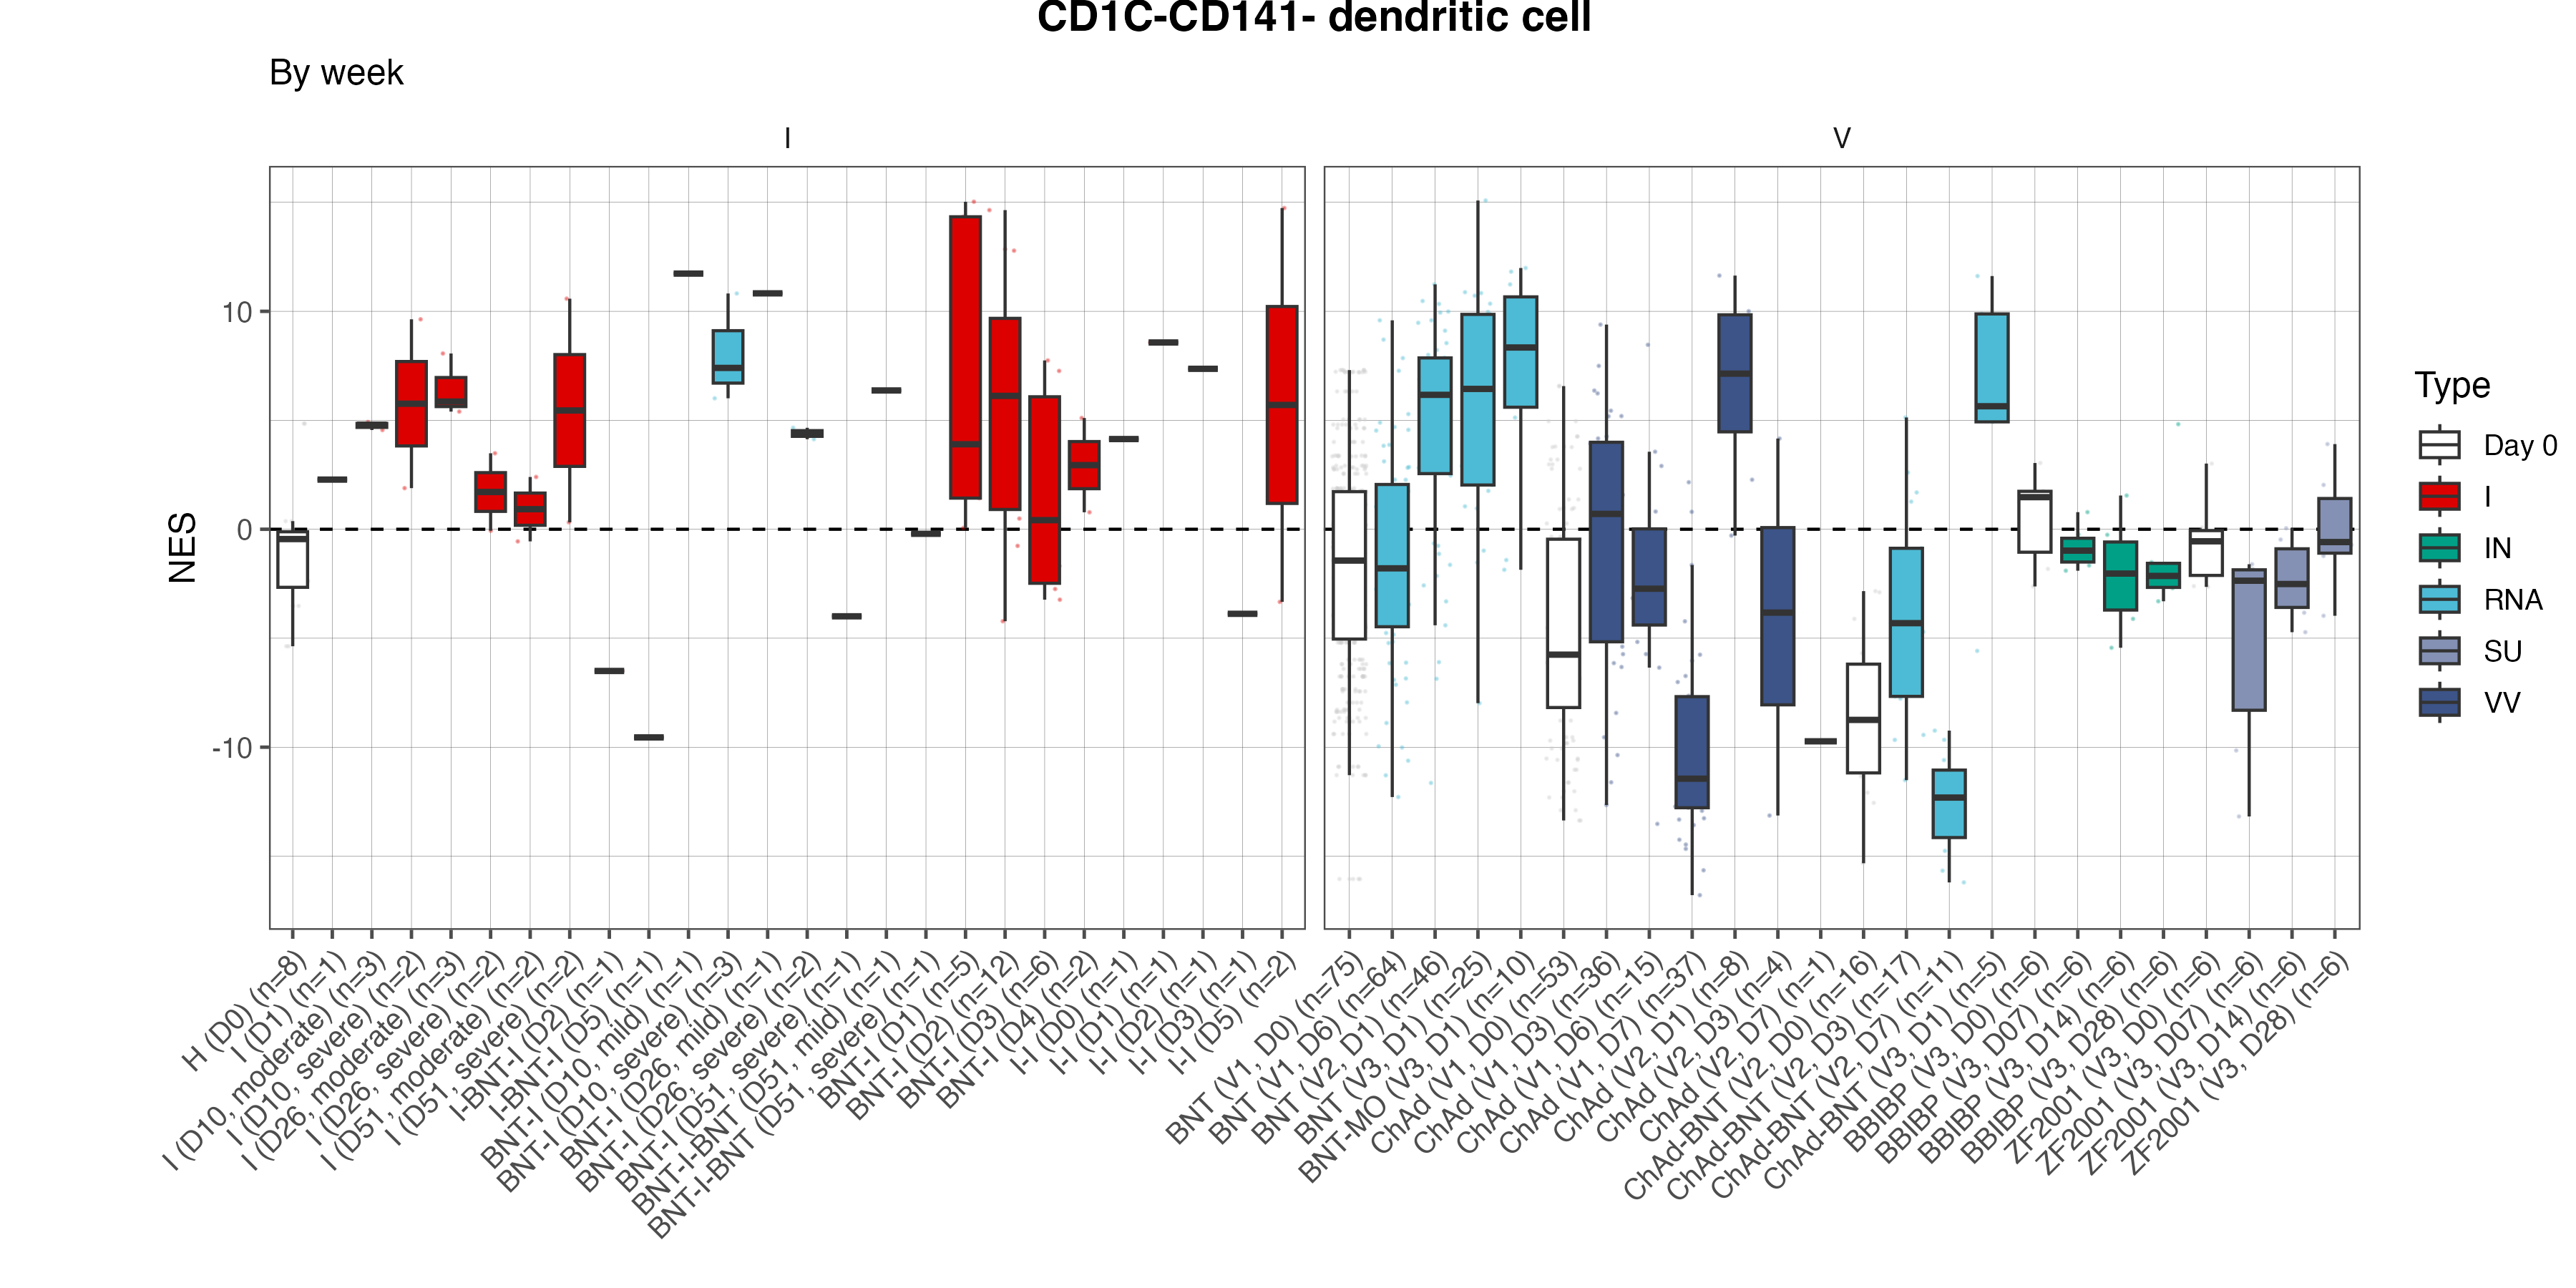 CD1C-CD141- dendritic cell
By week
I
V
NES
10
0
-10
H (D0) (n=8)
I (D1) (n=1)
I (D10, moderate) (n=3)
I (D10, severe) (n=2)
I (D26, moderate) (n=3)
I (D26, severe) (n=2)
I (D51, moderate) (n=2)
I (D51, severe) (n=2)
I-BNT-I (D2) (n=1)
I-BNT-I (D5) (n=1)
BNT-I (D10, mild) (n=1)
BNT-I (D10, severe) (n=3)
BNT-I (D26, mild) (n=1)
BNT-I (D26, severe) (n=2)
BNT-I (D51, severe) (n=1)
BNT-I-BNT (D51, mild) (n=1)
BNT-I-BNT (D51, severe) (n=1)
BNT-I (D1) (n=5)
BNT-I (D2) (n=12)
BNT-I (D3) (n=6)
BNT-I (D4) (n=2)
I-I (D0) (n=1)
I-I (D1) (n=1)
I-I (D2) (n=1)
I-I (D3) (n=1)
I-I (D5) (n=2)
BNT (V1, D0) (n=75)
BNT (V1, D6) (n=64)
BNT (V2, D1) (n=46)
BNT (V3, D1) (n=25)
BNT-MO (V3, D1) (n=10)
ChAd (V1, D0) (n=53)
ChAd (V1, D3) (n=36)
ChAd (V1, D6) (n=15)
ChAd (V1, D7) (n=37)
ChAd (V2, D1) (n=8)
ChAd (V2, D3) (n=4)
ChAd (V2, D7) (n=1)
ChAd-BNT (V2, D0) (n=16)
ChAd-BNT (V2, D3) (n=17)
ChAd-BNT (V2, D7) (n=11)
ChAd-BNT (V3, D1) (n=5)
BBIBP (V3, D0) (n=6)
BBIBP (V3, D07) (n=6)
BBIBP (V3, D14) (n=6)
BBIBP (V3, D28) (n=6)
ZF2001 (V3, D0) (n=6)
ZF2001 (V3, D07) (n=6)
ZF2001 (V3, D14) (n=6)
ZF2001 (V3, D28) (n=6)
Type
Day 0
I
IN
RNA
SU
VV